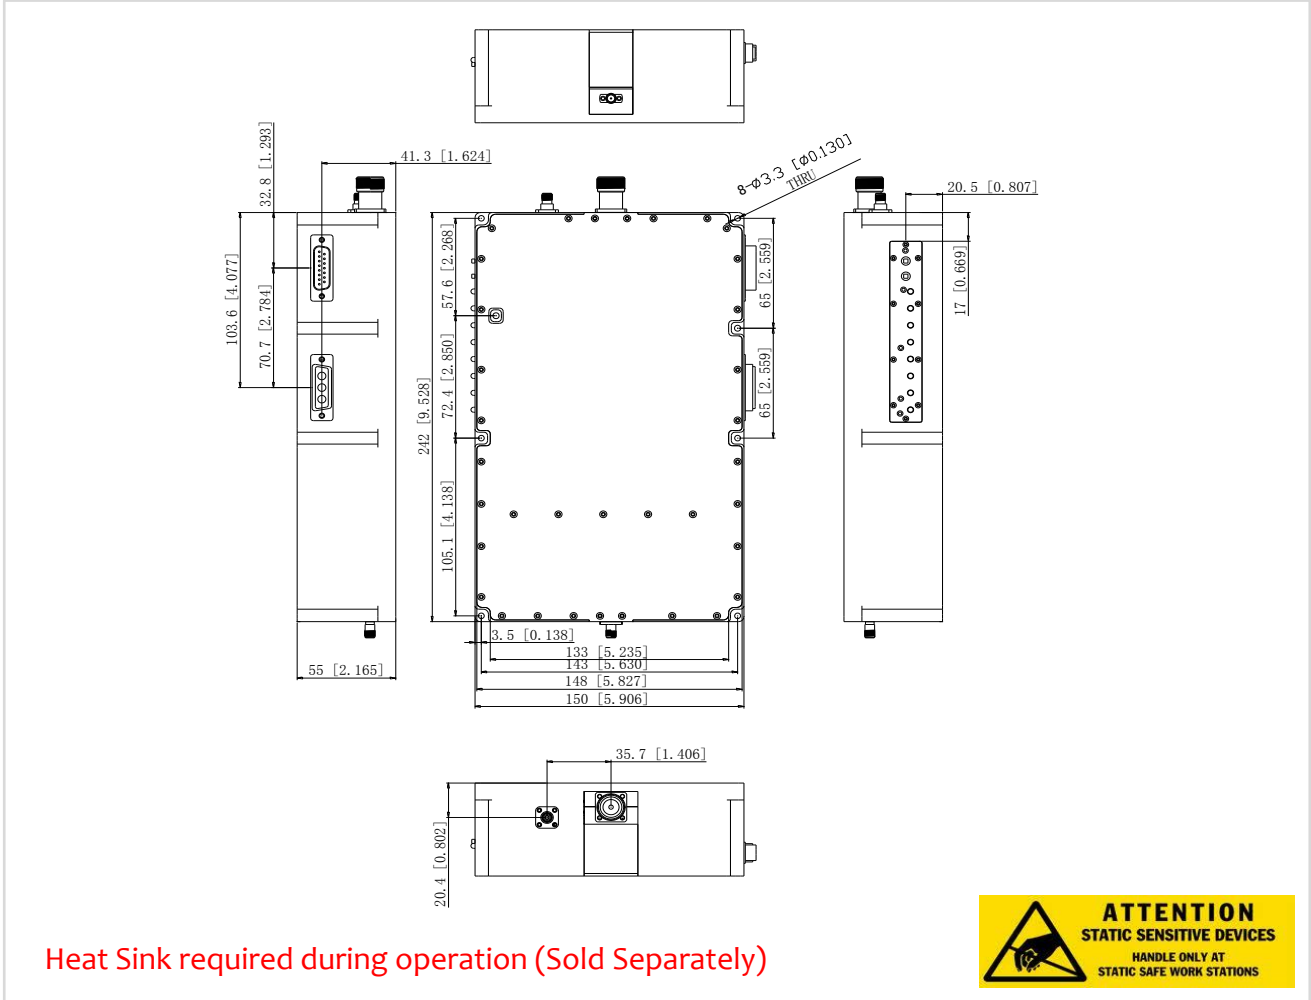 32.8 [1.293]
41.3 [1.624]
103.6 [4.077]
70.7 [2.784]
55 [2.165]
8-Ø3.3 [Ø0.130]
THRU
57.6 [2.268]
72.4 [2.850]
242 [9.528]
105.1 [4.138]
65 [2.559]
65 [2.559]
20.5 [0.807]
17 [0.669]
3.5 [0.138]
133 [5.235]
143 [5.630]
148 [5.827]
150 [5.906]
35.7 [1.406]
20.4 [0.802]
Heat Sink required during operation (Sold Separately)
ATTENTION
STATIC SENSITIVE DEVICES
HANDLE ONLY AT
STATIC SAFE WORK STATIONS